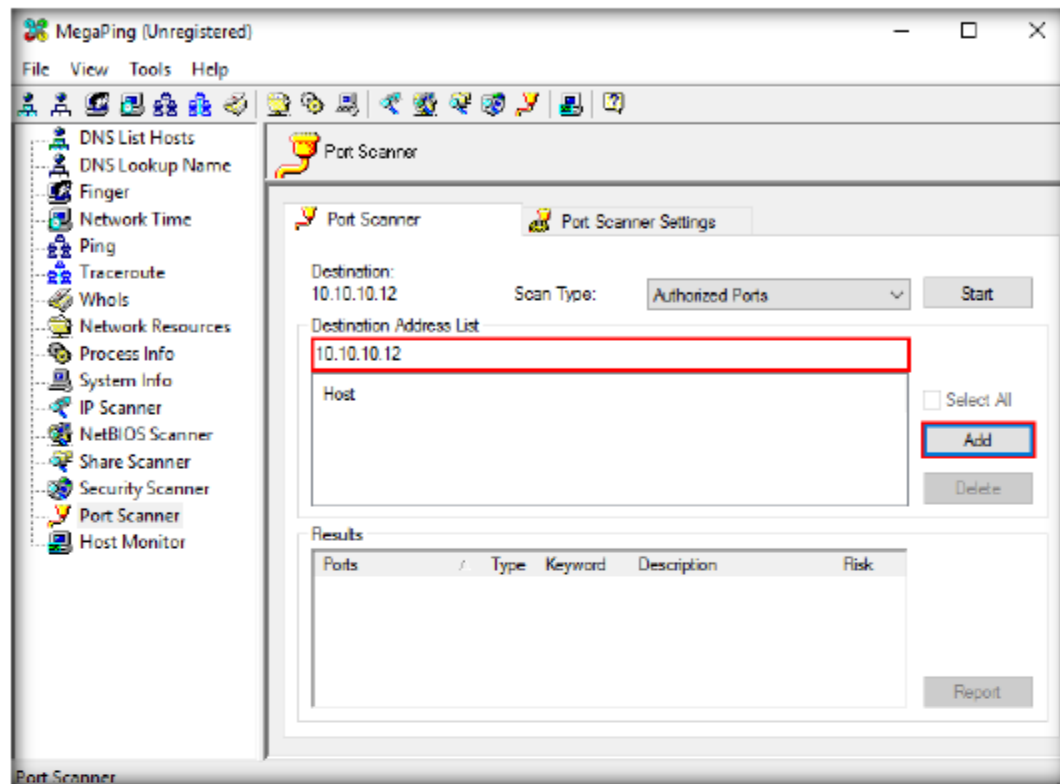 MegaPing (Unregistered)
File View Tools Help
DNS List Hosts
DNS Lookup Name
Finger
Network Time
Ping
Traceroute
WhoIs
Network Resources
Process Info
System Info
IP Scanner
NetBIOS Scanner
Share Scanner
Security Scanner
Port Scanner
Host Monitor
Port Scanner
Port Scanner Port Scanner Settings
Destination:
10.10.10.12 Scan Type: Authorized Ports Start
Destination Address List
10.10.10.12
Host
Select All
Add
Delete
Results
Ports Type Keyword Description Risk
Report
Port Scanner